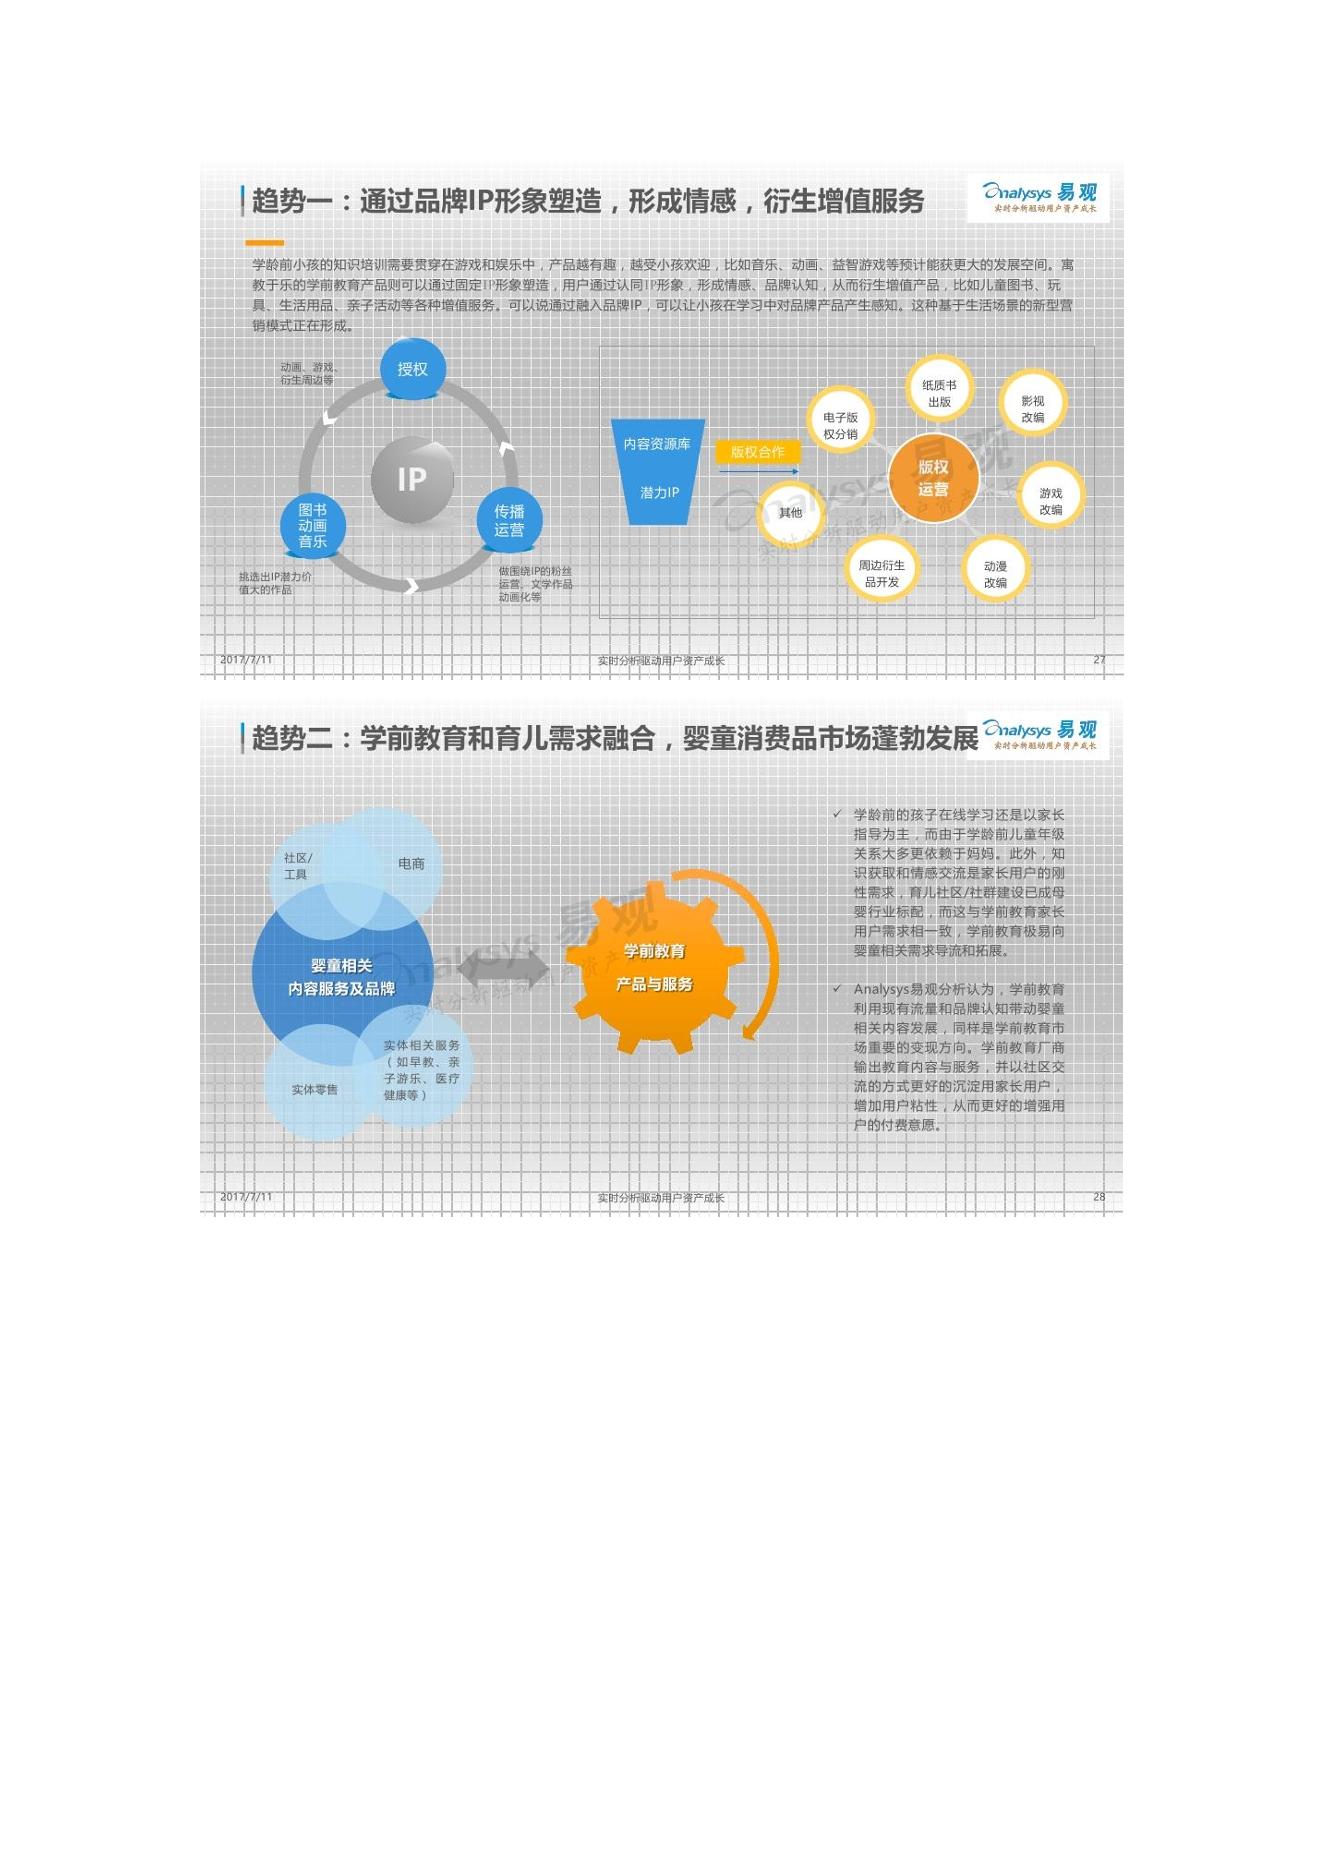 趋势一：通过品牌IP形象塑造，形成情感，衍生增值服务
analysys 易观
实时分析驱动用户资产成长
学龄前小孩的知识培训需要贯穿在游戏和娱乐中，产品越有趣，越受小孩欢迎，比如音乐、动画、益智游戏等预计能获更大的发展空间。寓
教于乐的学前教育产品则可以通过固定IP形象塑造，用户通过认同IP形象，形成情感、品牌认知，从而衍生增值产品，比如儿童图书、玩
具、生活用品、亲子活动等各种增值服务。可以说通过融入品牌IP，可以让小孩在学习中对品牌产品产生感知。这种基于生活场景的新型营
销模式正在形成。
动画、游戏、
衍生周边等
授权
IP
图书
动画
音乐
传播
运营
挑选出IP潜力价
值大的作品
做围绕IP的粉丝
运营、文学作品
动画化等
内容资源库
潜力IP
版权合作
其他
电子版
权分销
纸质书
出版
影视
改编
版权
运营
游戏
改编
周边衍生
品开发
动漫
改编
analysys 易观
实时分析驱动用户资产成长
2017/7/11
实时分析驱动用户资产成长
27
趋势二：学前教育和育儿需求融合，婴童消费品市场蓬勃发展
analysys 易观
实时分析驱动用户资产成长
社区/
工具
电商
婴童相关
内容服务及品牌
实体零售
实体相关服务
（如早教、亲
子游乐、医疗
健康等）
学前教育
产品与服务
analysys 易观
实时分析驱动用户资产成长
✓ 学龄前的孩子在线学习还是以家长
指导为主，而由于学龄前儿童年级
关系大多更依赖于妈妈。此外，知
识获取和情感交流是家长用户的刚
性需求，育儿社区/社群建设已成母
婴行业标配，而这与学前教育家长
用户需求相一致，学前教育极易向
婴童相关需求导流和拓展。
✓ Analysys易观分析认为，学前教育
利用现有流量和品牌认知带动婴童
相关内容发展，同样是学前教育市
场重要的变现方向。学前教育厂商
输出教育内容与服务，并以社区交
流的方式更好的沉淀用家长用户，
增加用户粘性，从而更好的增强用
户的付费意愿。
2017/7/11
实时分析驱动用户资产成长
28